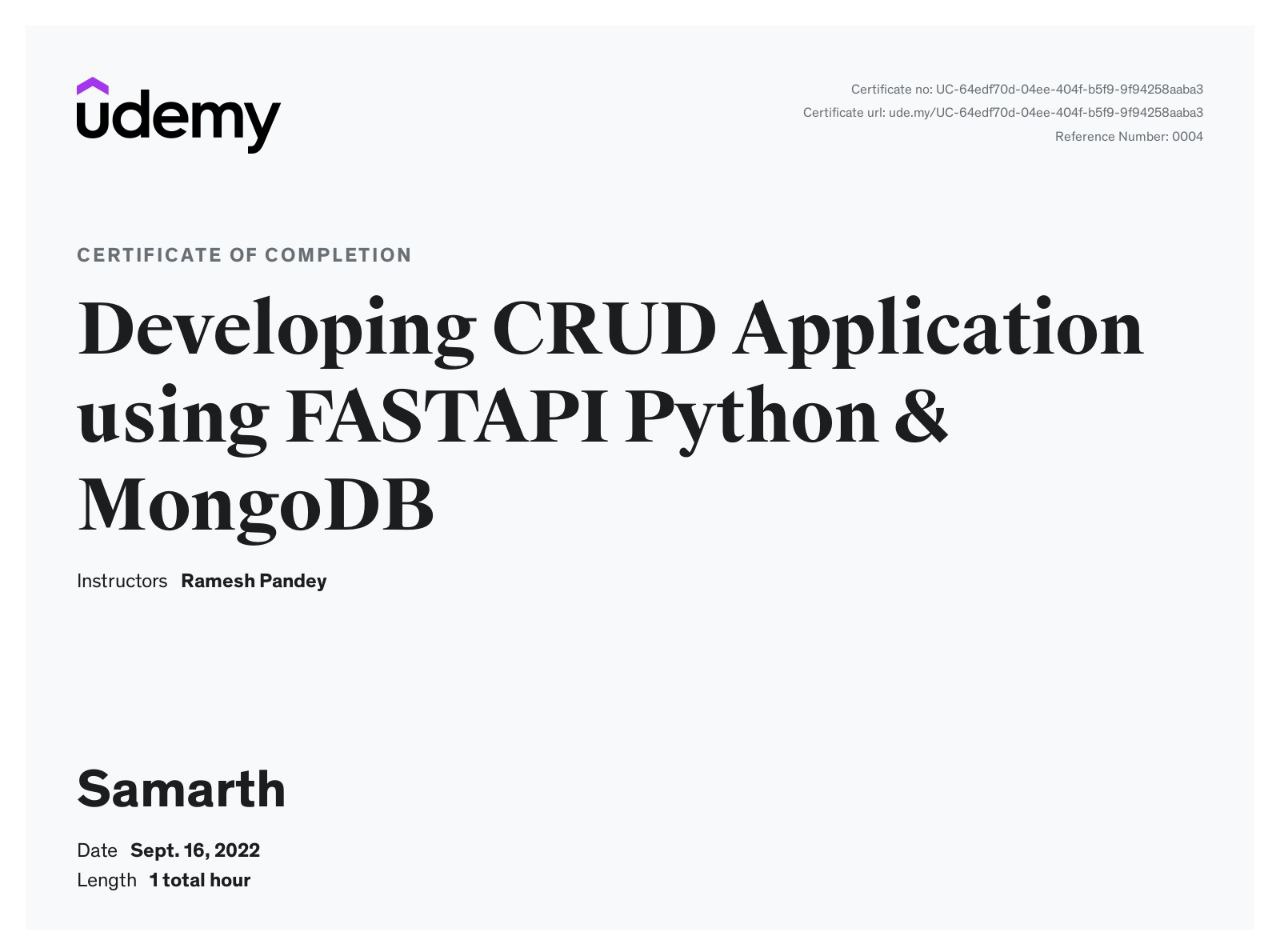 udemy
Certificate no: UC-64edf70d-04ee-404f-b5f9-9f94258aaba3
Certificate url: ude.my/UC-64edf70d-04ee-404f-b5f9-9f94258aaba3
Reference Number: 0004
CERTIFICATE OF COMPLETION
Developing CRUD Application
using FASTAPI Python &
MongoDB
Instructors Ramesh Pandey
Samarth
Date Sept. 16, 2022
Length 1 total hour